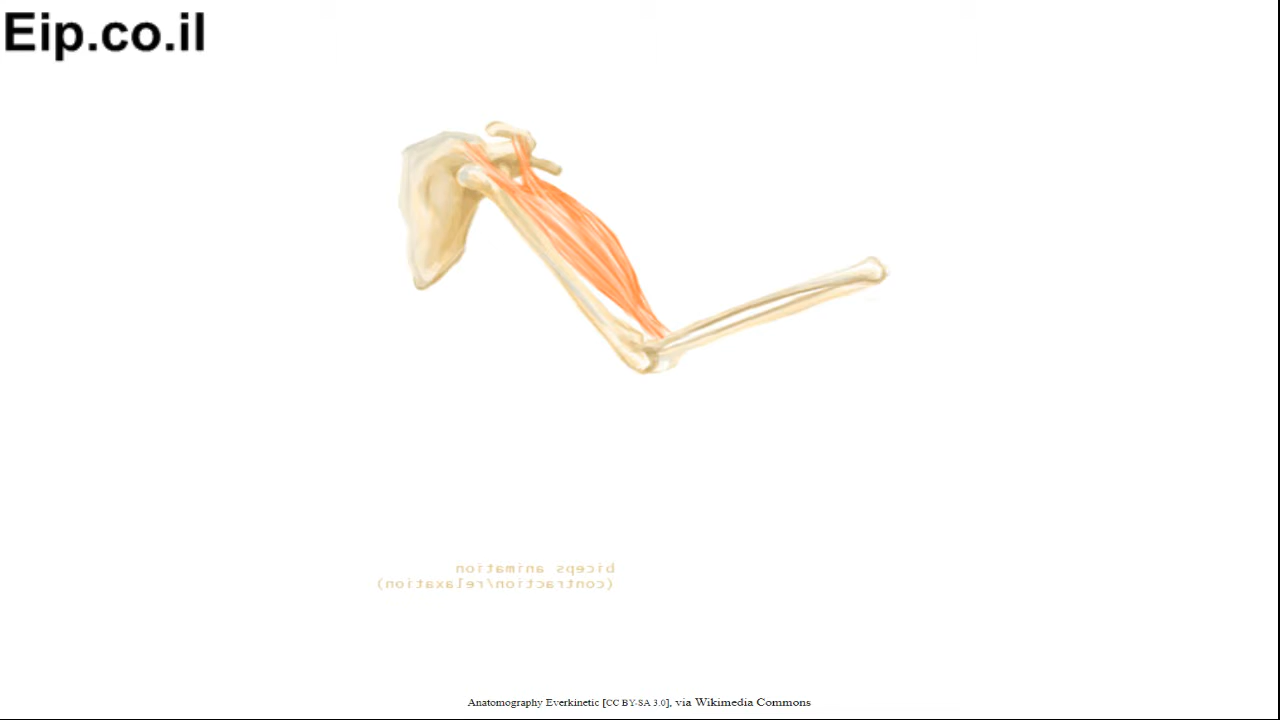 Eip.co.il
biceps animation
(contraction/relaxation)
Anatomography Everkinetic [CC BY-SA 3.0], via Wikimedia Commons